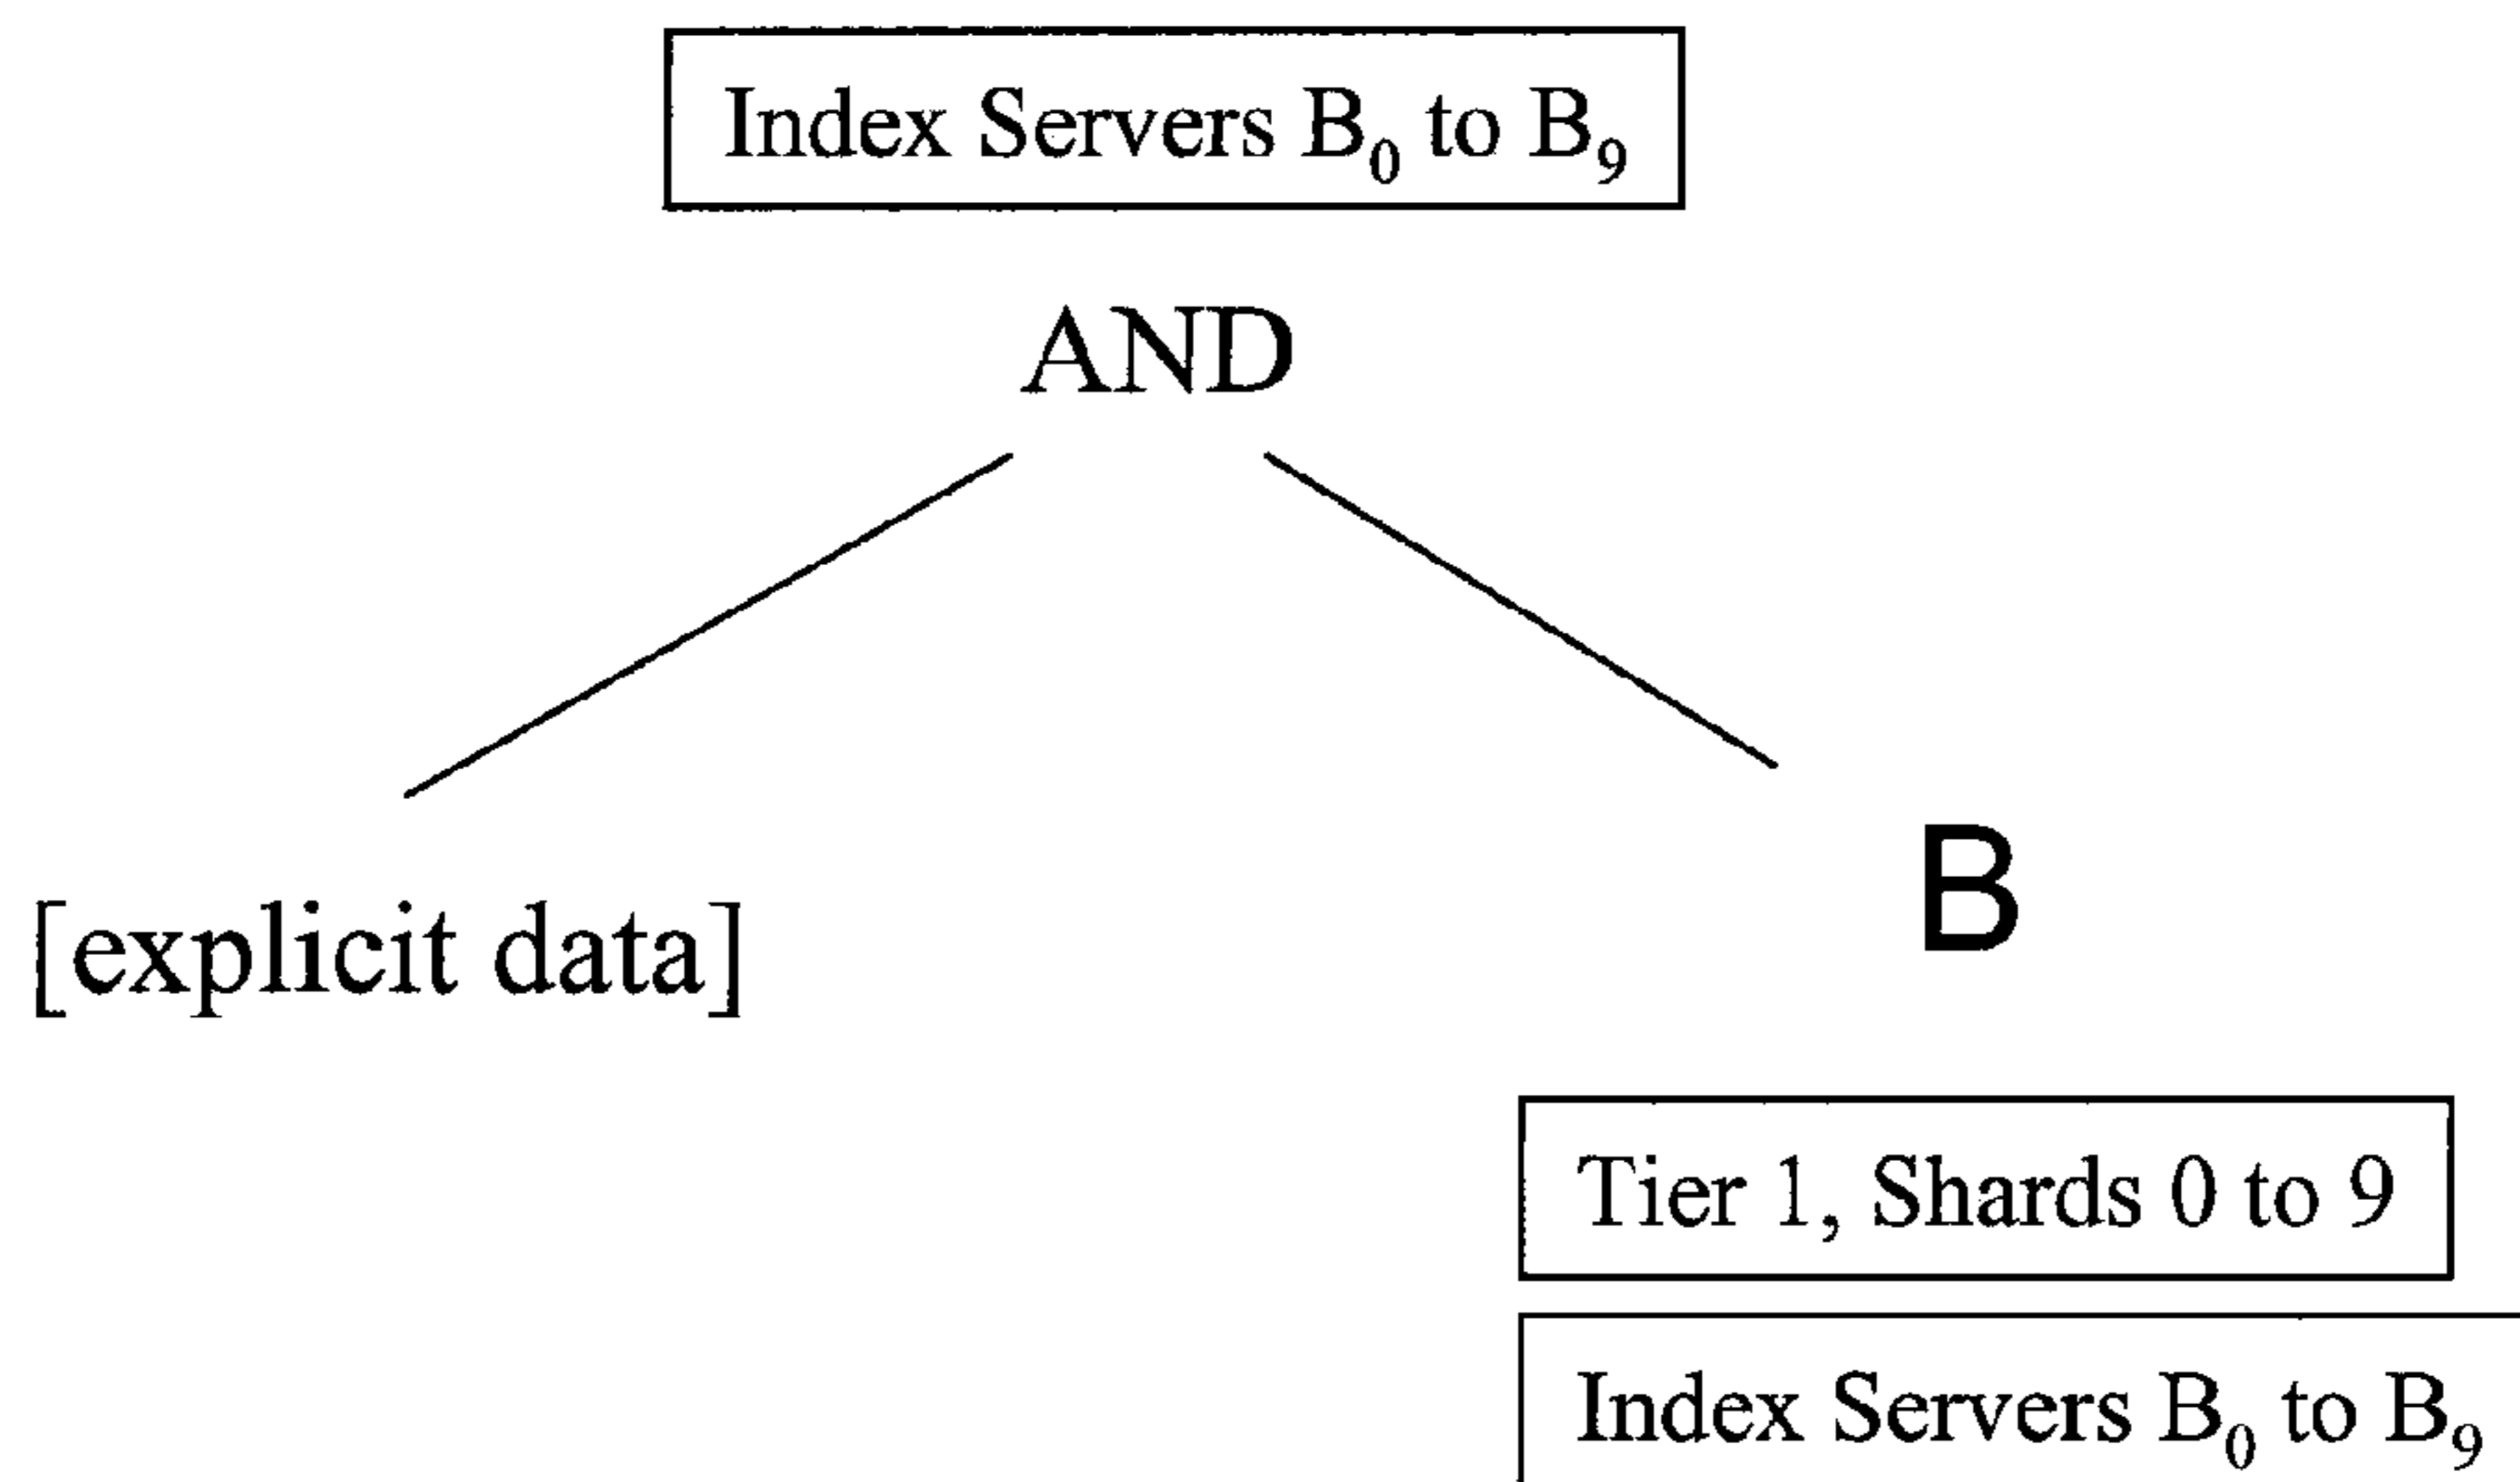 Index Servers B₀ to B₉
AND
[explicit data]
B
Tier 1, Shards 0 to 9
Index Servers B₀ to B₉